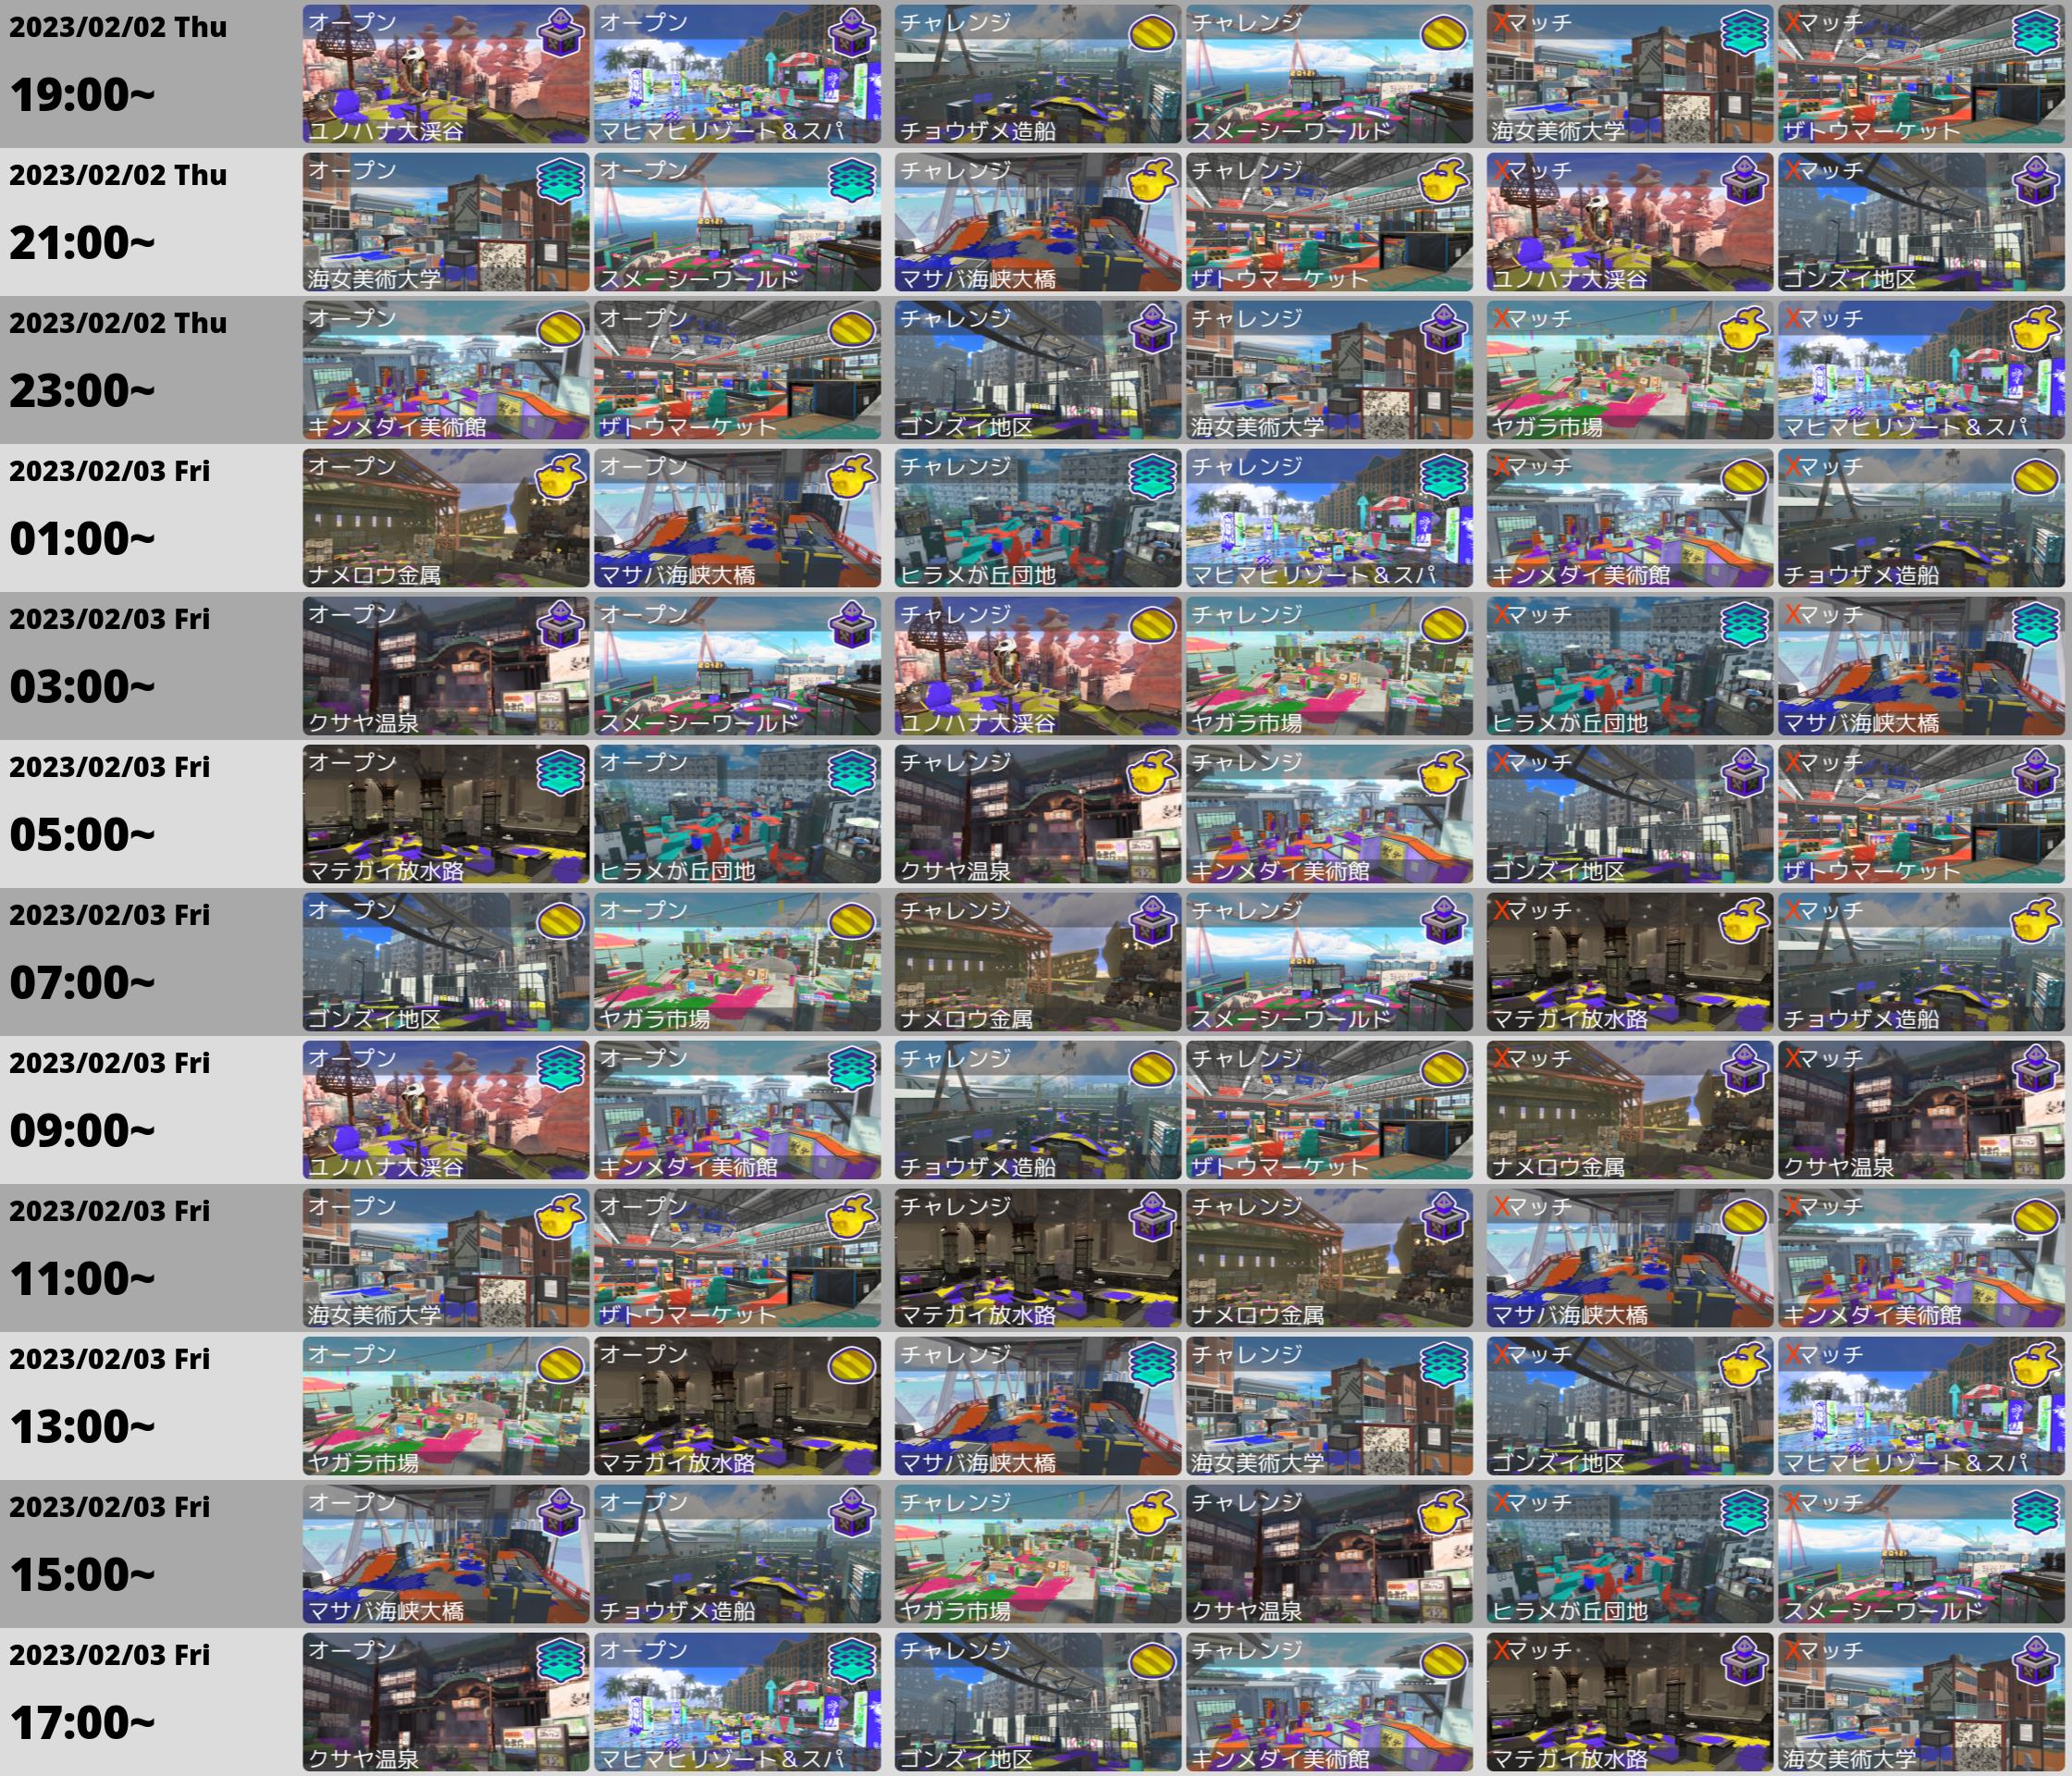 2023/02/02 Thu
19:00~
オープン オープン チャレンジ チャレンジ Xマッチ Xマッチ
ユノハナ大渓谷 マヒマヒリゾート＆スパ チョウザメ造船 スメーシーワールド 海女美術大学 ザトウマーケット
2023/02/02 Thu
21:00~
オープン オープン チャレンジ チャレンジ Xマッチ Xマッチ
海女美術大学 スメーシーワールド マサバ海峡大橋 ザトウマーケット ユノハナ大渓谷 ゴンズイ地区
2023/02/02 Thu
23:00~
オープン オープン チャレンジ チャレンジ Xマッチ Xマッチ
キンメダイ美術館 ザトウマーケット ゴンズイ地区 海女美術大学 ヤガラ市場 マヒマヒリゾート＆スパ
2023/02/03 Fri
01:00~
オープン オープン チャレンジ チャレンジ Xマッチ Xマッチ
ナメロウ金属 マサバ海峡大橋 ヒラメが丘団地 マヒマヒリゾート＆スパ キンメダイ美術館 チョウザメ造船
2023/02/03 Fri
03:00~
オープン オープン チャレンジ チャレンジ Xマッチ Xマッチ
クサヤ温泉 スメーシーワールド ユノハナ大渓谷 ヤガラ市場 ヒラメが丘団地 マサバ海峡大橋
2023/02/03 Fri
05:00~
オープン オープン チャレンジ チャレンジ Xマッチ Xマッチ
マテガイ放水路 ヒラメが丘団地 クサヤ温泉 キンメダイ美術館 ゴンズイ地区 ザトウマーケット
2023/02/03 Fri
07:00~
オープン オープン チャレンジ チャレンジ Xマッチ Xマッチ
ゴンズイ地区 ヤガラ市場 ナメロウ金属 スメーシーワールド マテガイ放水路 チョウザメ造船
2023/02/03 Fri
09:00~
オープン オープン チャレンジ チャレンジ Xマッチ Xマッチ
ユノハナ大渓谷 キンメダイ美術館 チョウザメ造船 ザトウマーケット ナメロウ金属 クサヤ温泉
2023/02/03 Fri
11:00~
オープン オープン チャレンジ チャレンジ Xマッチ Xマッチ
海女美術大学 ザトウマーケット マテガイ放水路 ナメロウ金属 マサバ海峡大橋 キンメダイ美術館
2023/02/03 Fri
13:00~
オープン オープン チャレンジ チャレンジ Xマッチ Xマッチ
ヤガラ市場 マテガイ放水路 マサバ海峡大橋 海女美術大学 ゴンズイ地区 マヒマヒリゾート＆スパ
2023/02/03 Fri
15:00~
オープン オープン チャレンジ チャレンジ Xマッチ Xマッチ
マサバ海峡大橋 チョウザメ造船 ヤガラ市場 クサヤ温泉 ヒラメが丘団地 スメーシーワールド
2023/02/03 Fri
17:00~
オープン オープン チャレンジ チャレンジ Xマッチ Xマッチ
クサヤ温泉 マヒマヒリゾート＆スパ ゴンズイ地区 キンメダイ美術館 マテガイ放水路 海女美術大学